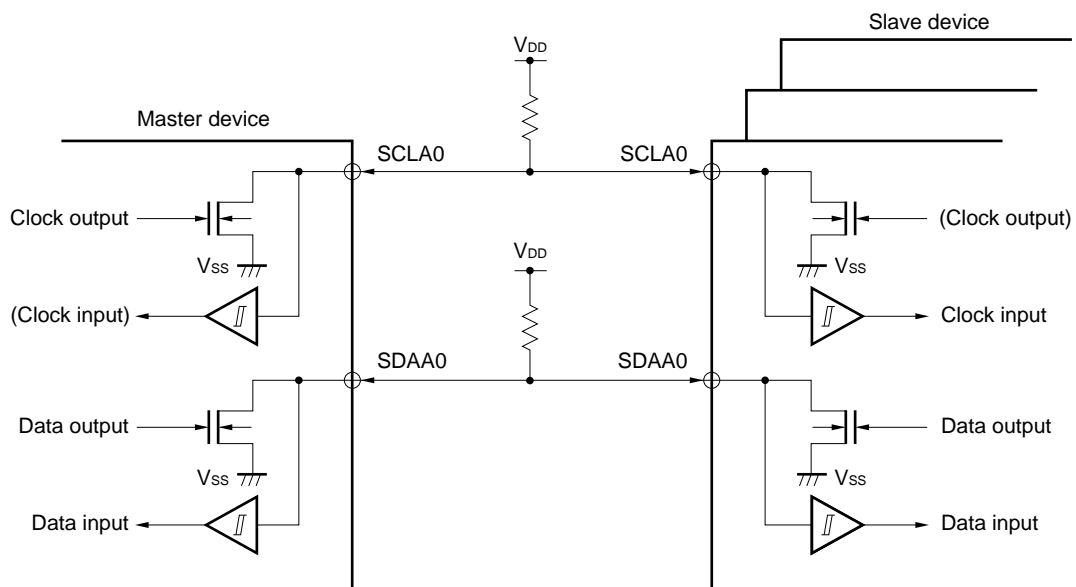 Slave device
VDD
Master device
SCLA0 SCLA0
Clock output (Clock output)
VSS VSS
VDD
(Clock input) Clock input
SDAA0 SDAA0
Data output Data output
VSS VSS
Data input Data input